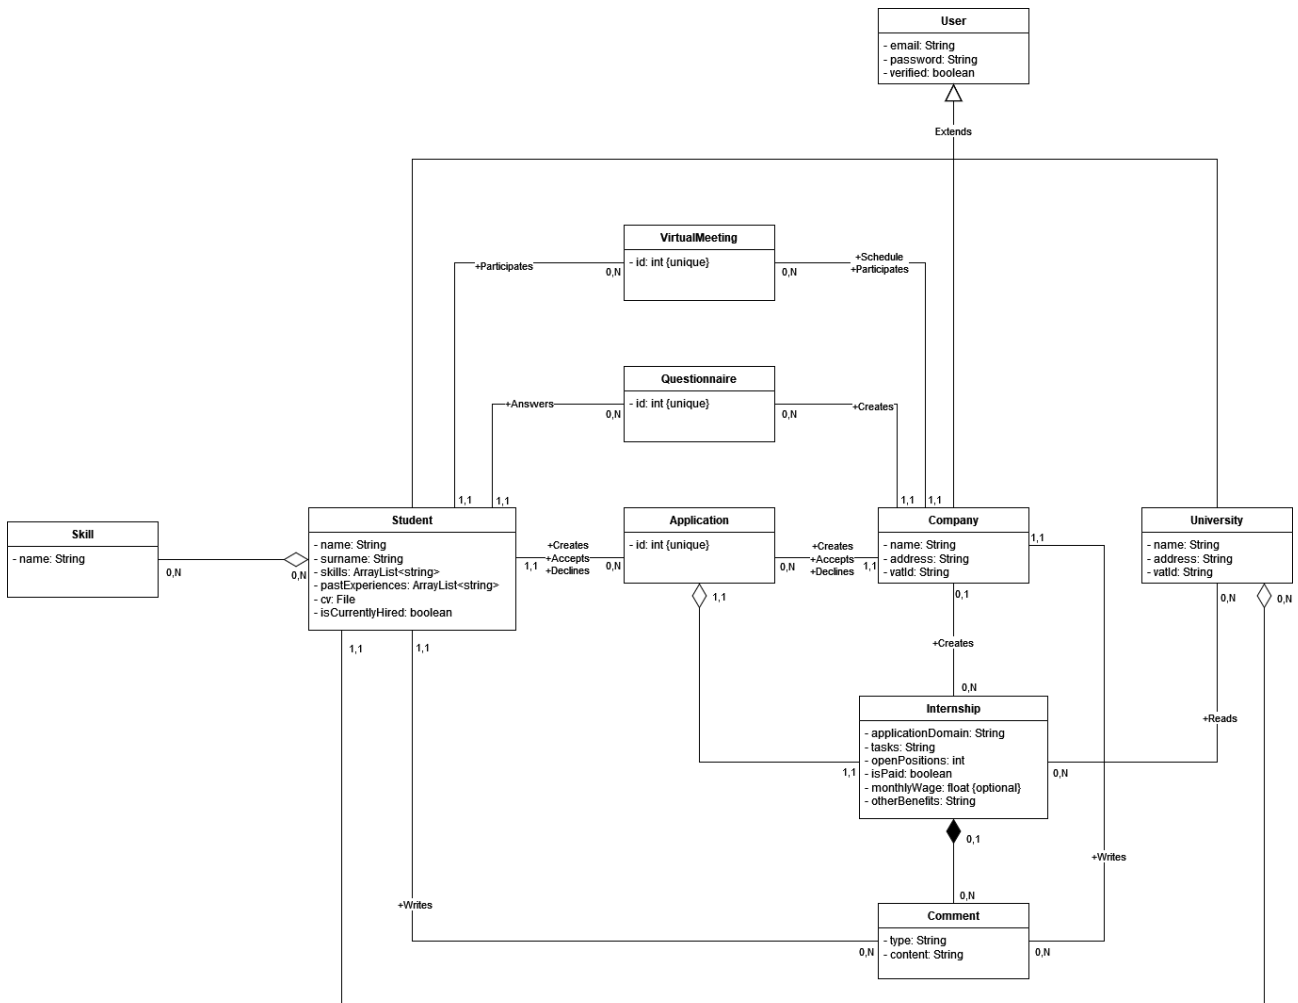 User
- email: String
- password: String
- verified: boolean
Extends
VirtualMeeting
- id: int {unique}
+Participates
0,N
0,N
+Schedule
+Participates
Questionnaire
- id: int {unique}
+Answers
0,N
0,N
+Creates
1,1
1,1
1,1
1,1
Skill
- name: String
0,N
0,N
Student
- name: String
- surname: String
- skills: ArrayList<string>
- pastExperiences: ArrayList<string>
- cv: File
- isCurrentlyHired: boolean
+Creates
+Accepts
+Declines
1,1
0,N
Application
- id: int {unique}
+Creates
+Accepts
+Declines
0,N
1,1
Company
- name: String
- address: String
- vatId: String
1,1
University
- name: String
- address: String
- vatId: String
1,1
0,1
0,N
0,N
+Creates
1,1
1,1
0,N
Internship
- applicationDomain: String
- tasks: String
- openPositions: int
- isPaid: boolean
- monthlyWage: float {optional}
- otherBenefits: String
+Reads
1,1
0,N
0,1
+Writes
0,N
+Writes
Comment
- type: String
- content: String
0,N
0,N